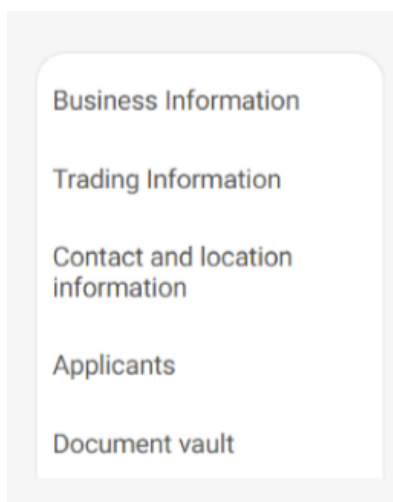 Business Information
Trading Information
Contact and location
information
Applicants
Document vault